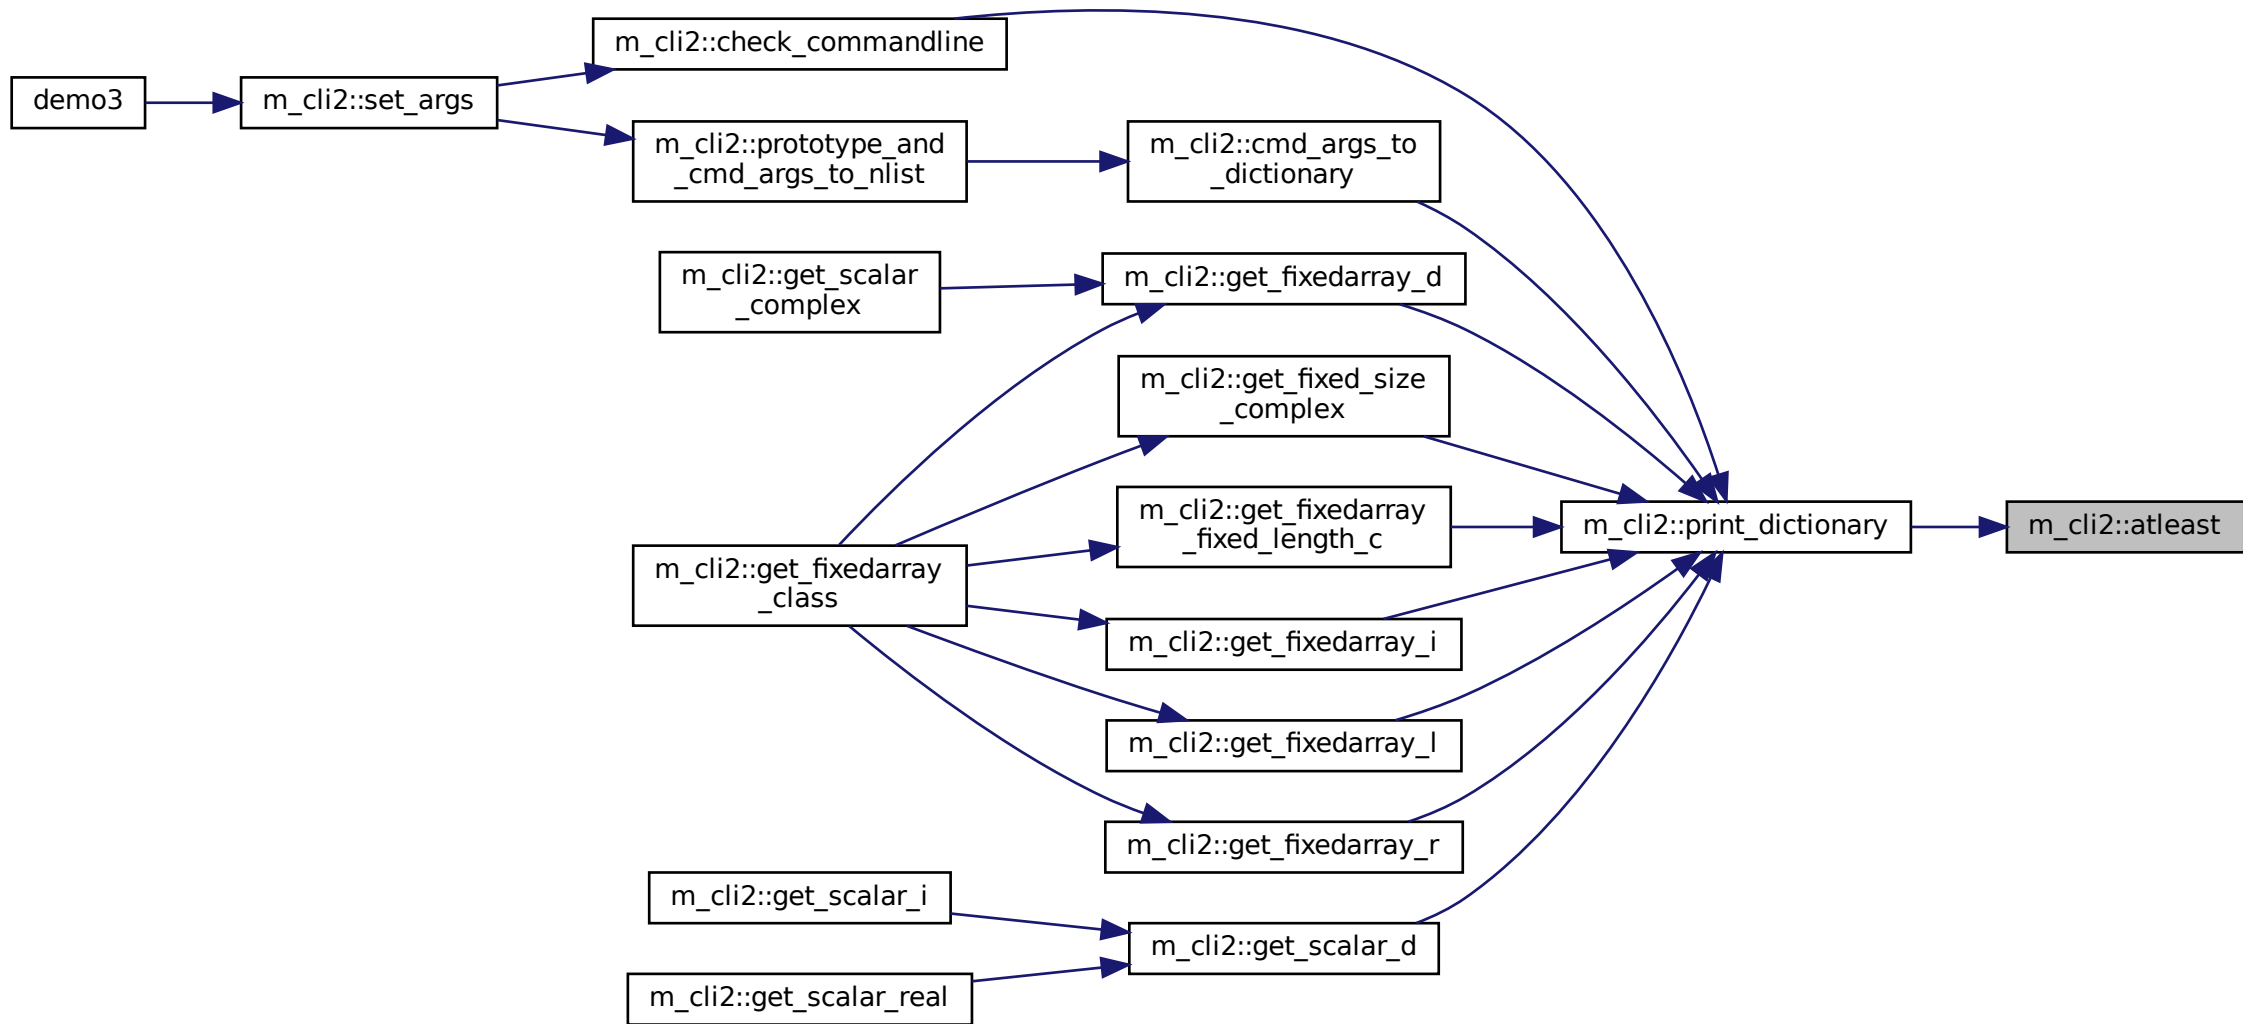 m_cli2::check_commandline
demo3
m_cli2::set_args
m_cli2::prototype_and
_cmd_args_to_nlist
m_cli2::cmd_args_to
_dictionary
m_cli2::get_scalar
_complex
m_cli2::get_fixedarray_d
m_cli2::get_fixed_size
_complex
m_cli2::get_fixedarray
_fixed_length_c
m_cli2::print_dictionary
m_cli2::atleast
m_cli2::get_fixedarray
_class
m_cli2::get_fixedarray_i
m_cli2::get_fixedarray_l
m_cli2::get_fixedarray_r
m_cli2::get_scalar_i
m_cli2::get_scalar_d
m_cli2::get_scalar_real